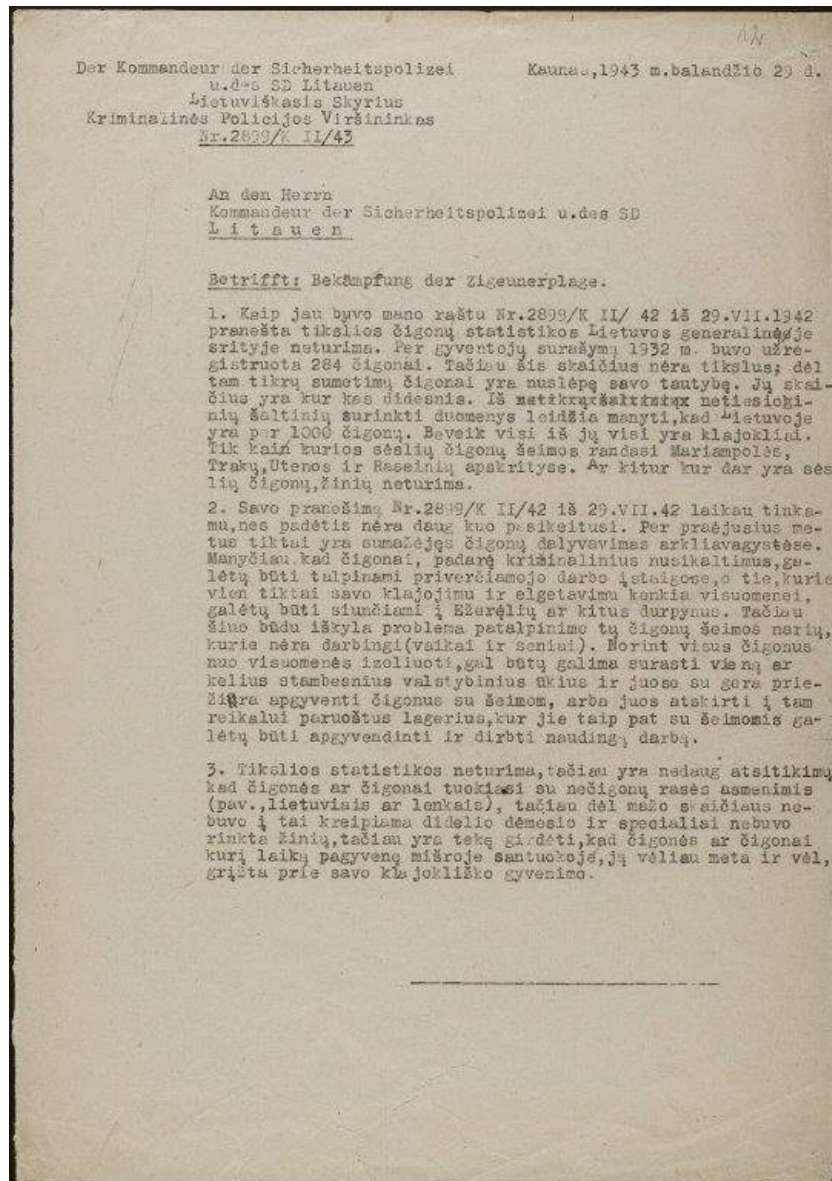 12
Der Kommandeur der Sicherheitspolizei
u.des SD Litauen
Lietuviškasis Skyrius
Kriminalinės Policijos Viršininkas
Nr.2899/K II/43
Kaunas,1943 m.balandžio 29 d.
An den Herrn
Kommandeur der Sicherheitspolizei u.des SD
L i t a u e n
Betrifft: Bekämpfung der Zigeunerplage.
1. Kaip jau buvo mano raštu Nr.2899/K II/ 42 iš 29.VII.1942
pranešta tikslios čigonų statistikos Lietuvos generalinėje
srityje neturima. Per gyventojų surašymą 1932 m. buvo užre-
gistruota 284 čigonai. Tačiau šis skaičius nėra tikslus; dėl
tam tikrų sumetimų čigonai yra nuslėpę savo tautybę. Jų skai-
čius yra kur kas didesnis. Iš netiesiogi-
nių šaltinių surinkti duomenys leidžia manyti,kad Lietuvoje
yra per 1000 čigonų. Beveik visi iš jų visi yra klajokliai.
Tik kain kurios sėslių čigonų šeimos randasi Mariampolės,
Trakų,Utenos ir Raseinių apskrityse. Ar kitur kur dar yra sės
lių čigonų,žinių neturima.
2. Savo pranešimą Nr.2899/K II/42 iš 29.VII.42 laikau tinka-
mu,nes padėtis nėra daug kuo pasikeitusi. Per praėjusius me-
tus tiktai yra sumažėjęs čigonų dalyvavimas arkliavagystėse.
Manyčiau,kad čigonai, padarę kriminalinius nusikaltimus,ga-
lėtų būti talpinami priverčiamojo darbo įstaigose,o tie,kurie
vien tiktai savo klajojimu ir elgetavimu kenkia visuomenei,
galėtų būti siunčiami į Ežerėlių ar kitus durpynus. Tačiau
šiuo būdu iškyla problema patalpinimo tų čigonų šeimos narių,
kurie nėra darbingi(vaikai ir seniai). Norint visus čigonus
nuo visuomenės izoliuoti,gal būtų galima surasti vieną ar
kelius stambesnius valstybinius ūkius ir juose su gera prie-
žiūra apgyventi čigonus su šeimom, arba juos atskirti į tam
reikalui paruoštus lagerius,kur jie taip pat su šeimomis ga-
lėtų būti apgyvendinti ir dirbti naudingą darbą.
3. Tikslios statistikos neturima,tačiau yra nedaug atsitikimų
kad čigonės ar čigonai tuokiasi su nečigonų rasės asmenimis
(pav.,lietuviais ar lenkais), tačiau dėl mažo skaičiaus ne-
buvo į tai kreipiama didelio dėmesio ir specialiai nebuvo
rinkta žinių,tačiau yra tekę girdėti,kad čigonės ar čigonai
kurį laiką pagyvenę mišroje santuokoje,ją vėliau meta ir vėl,
grįžta prie savo klajokliško gyvenimo.